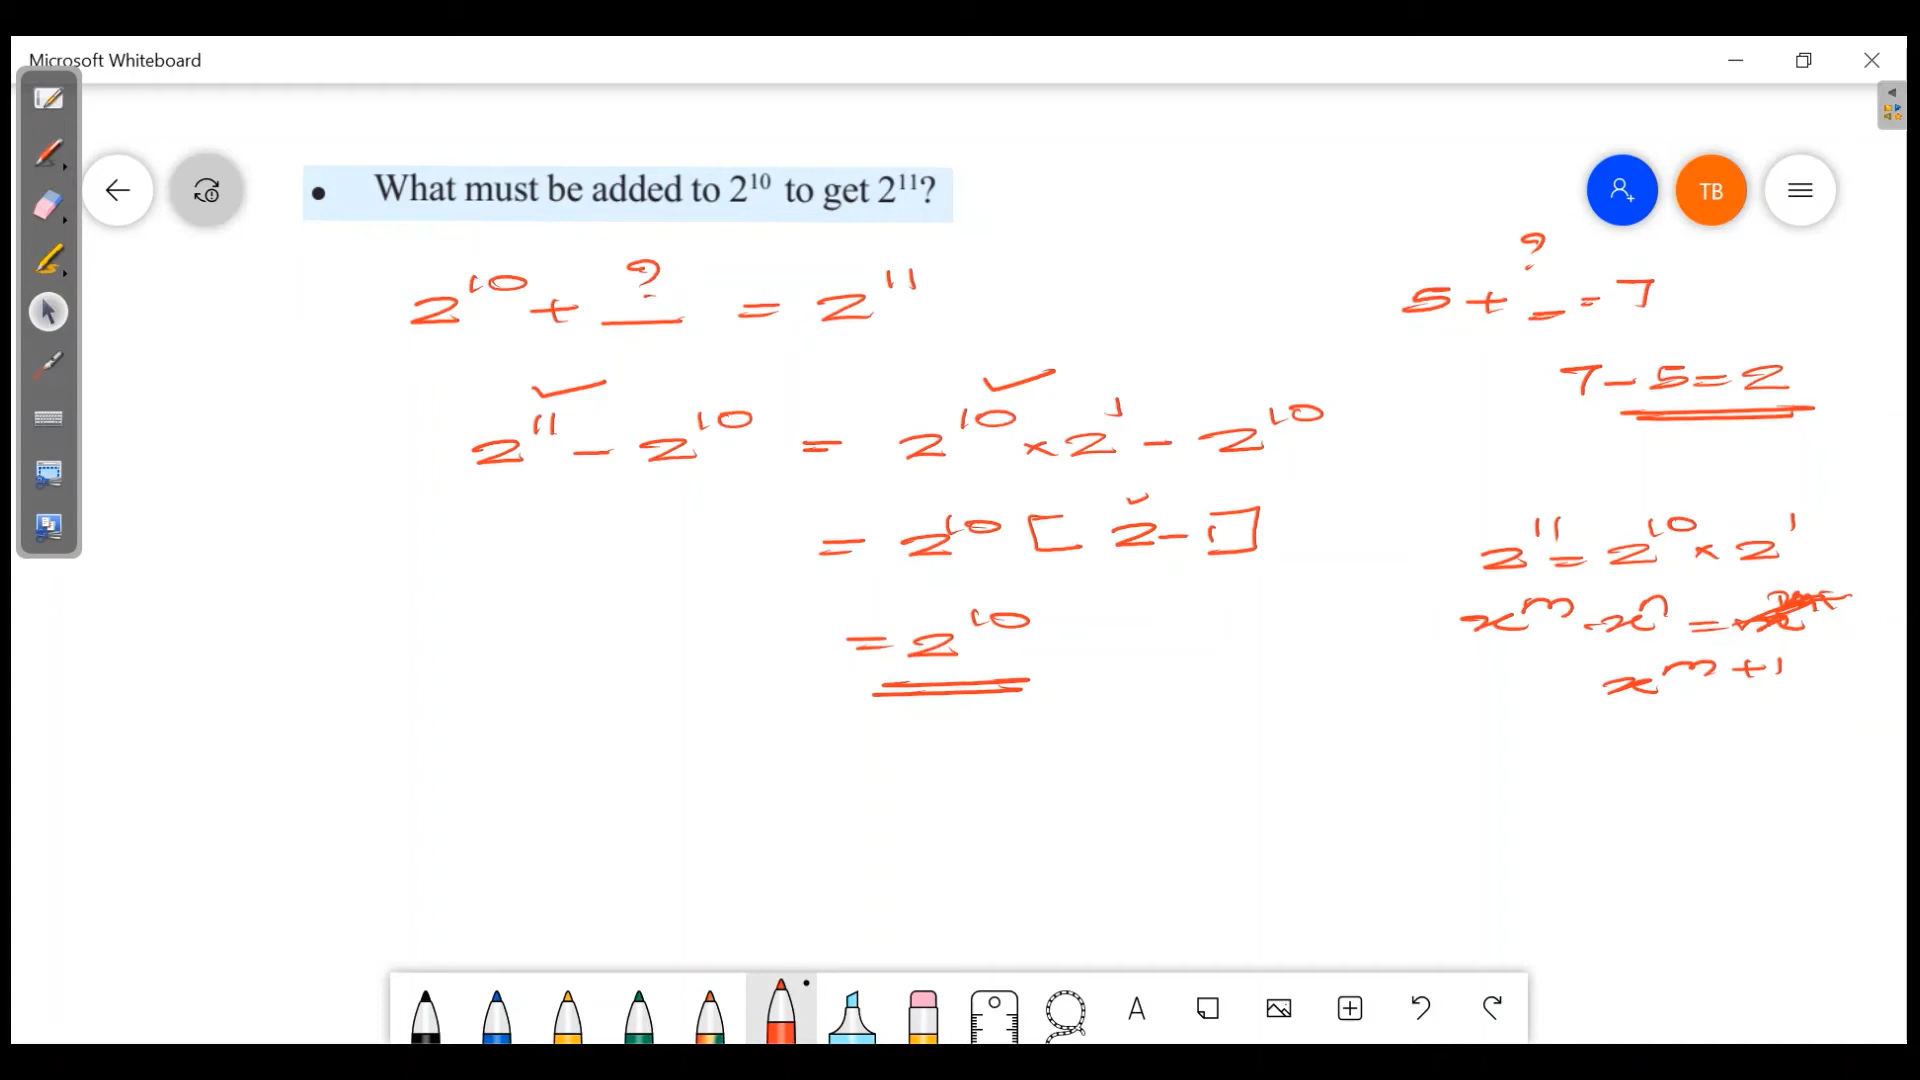 Microsoft Whiteboard
• What must be added to 2¹⁰ to get 2¹¹?
TB
2¹⁰ + ? = 2¹¹
5 + ? = 7
7 - 5 = 2
2¹¹ - 2¹⁰ = 2¹⁰ × 2¹ - 2¹⁰
= 2¹⁰ [2 - 1]
2¹¹ = 2¹⁰ × 2¹
xᵐ · xⁿ =
= 2¹⁰
xᵐ⁺¹
A